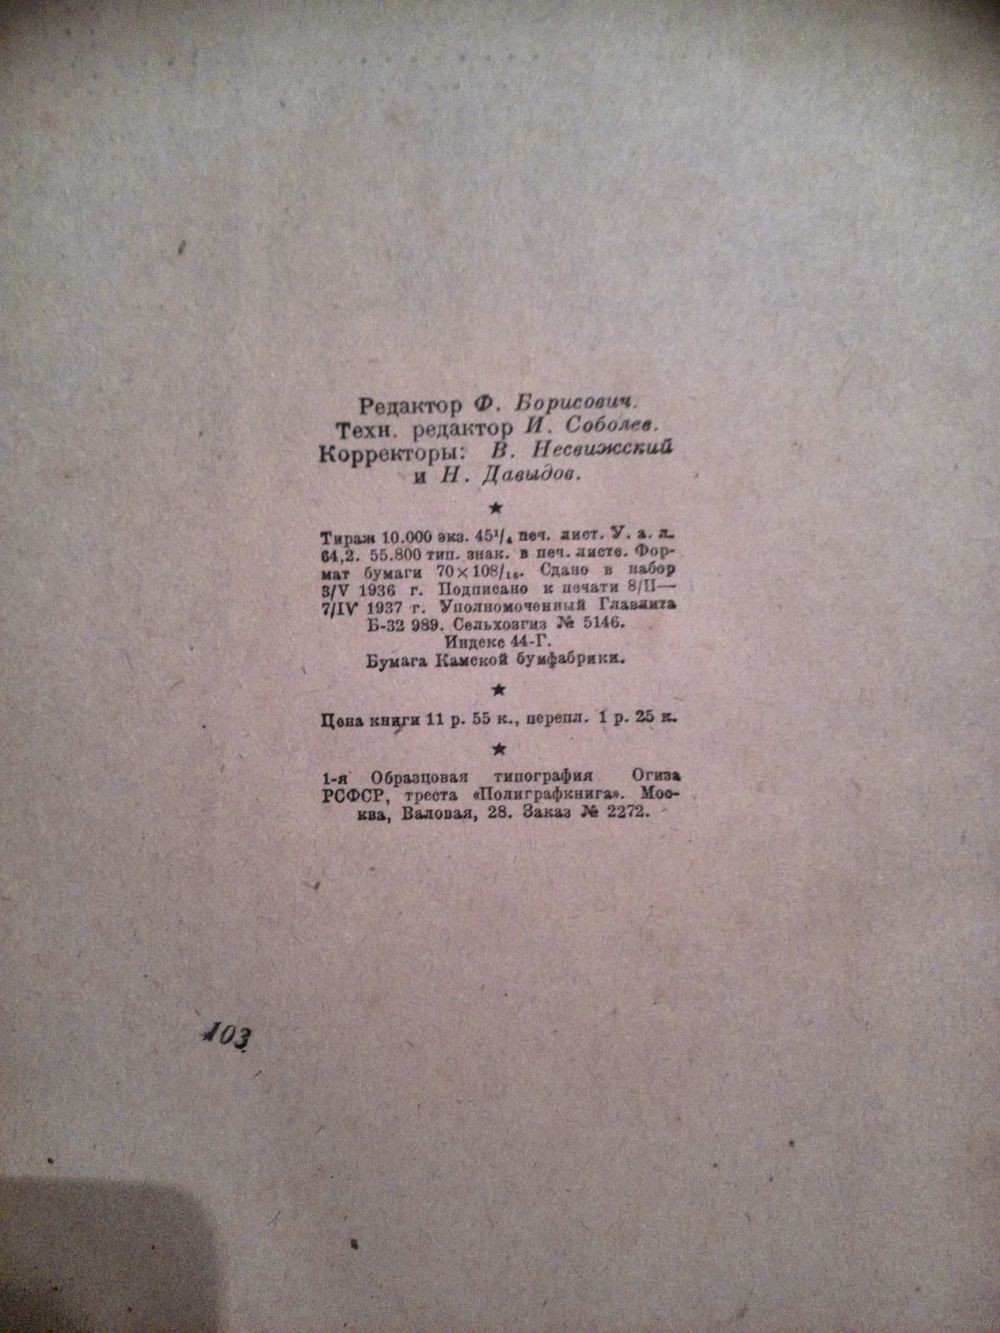 Редактор Ф. Борисович.
Техн. редактор И. Соболев.
Корректоры: В. Несвижский
и Н. Давыдов.
★
Тираж 10.000 экз. 45¹/₄ печ. лист. У. а. л.
64,2. 55.800 тип. знак. в печ. листе. Фор-
мат бумаги 70×108/₁₆. Сдано в набор
3/V 1936 г. Подписано к печати 8/II—
7/IV 1937 г. Уполномоченный Главлита
Б-32 989. Сельхозгиз № 5146.
Индекс 44-Г.
Бумага Камской бумфабрики.
★
Цена книги 11 р. 55 к., перепл. 1 р. 25 к.
★
1-я Образцовая типография Огиза
РСФСР, треста «Полиграфкнига». Мос-
ква, Валовая, 28. Заказ № 2272.
103